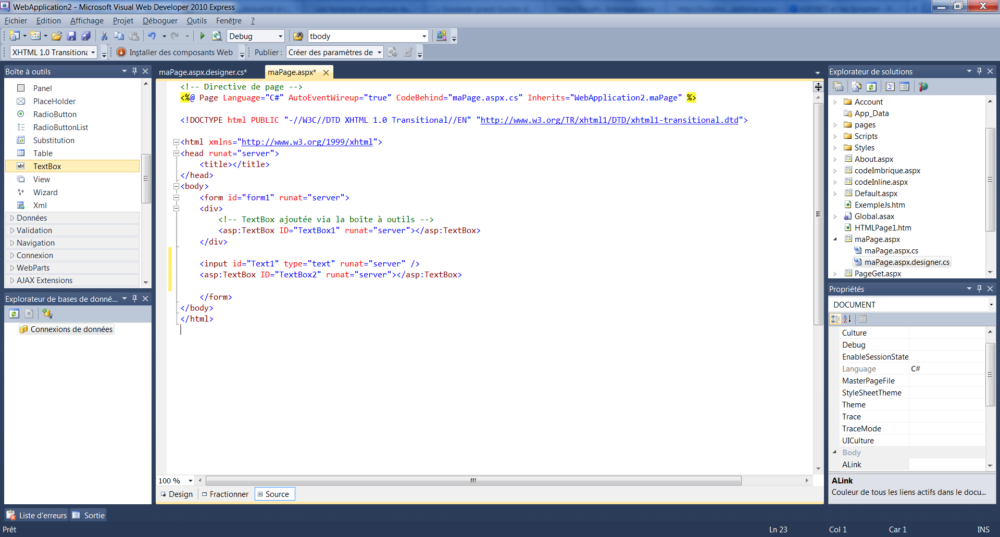 WebApplication2 - Microsoft Visual Web Developer 2010 Express
Fichier Edition Affichage Projet Déboguer Outils Fenêtre ?
Debug tbody
XHTML 1.0 Transitiona Installer des composants Web Publier : Créer des paramètres de
Boîte à outils
Panel
PlaceHolder
RadioButton
RadioButtonList
Substitution
Table
abl TextBox
View
Wizard
Xml
Données
Validation
Navigation
Connexion
WebParts
AJAX Extensions
Explorateur de bases de donné...
Connexions de données
maPage.aspx.designer.cs* maPage.aspx*
<!-- Directive de page -->
<%@ Page Language="C#" AutoEventWireup="true" CodeBehind="maPage.aspx.cs" Inherits="WebApplication2.maPage" %>
<!DOCTYPE html PUBLIC "-//W3C//DTD XHTML 1.0 Transitional//EN" "http://www.w3.org/TR/xhtml1/DTD/xhtml1-transitional.dtd">
<html xmlns="http://www.w3.org/1999/xhtml">
<head runat="server">
<title></title>
</head>
<body>
<form id="form1" runat="server">
<div>
<!-- TextBox ajoutée via la boîte à outils -->
<asp:TextBox ID="TextBox1" runat="server"></asp:TextBox>
</div>
<input id="Text1" type="text" runat="server" />
<asp:TextBox ID="TextBox2" runat="server"></asp:TextBox>
</form>
</body>
</html>
100 %
Design Fractionner Source
Explorateur de solutions
Account
App_Data
pages
Scripts
Styles
About.aspx
codeImbrique.aspx
codeInline.aspx
Default.aspx
ExempleJs.htm
Global.asax
HTMLPage1.htm
maPage.aspx
maPage.aspx.cs
maPage.aspx.designer.cs
PageGet.aspx
Propriétés
DOCUMENT
Culture
Debug
EnableSessionState
Language C#
MasterPageFile
StyleSheetTheme
Theme
Trace
TraceMode
UICulture
Body
ALink
ALink
Couleur de tous les liens actifs dans le docu...
Liste d'erreurs Sortie
Prêt Ln 23 Col 1 Car 1 INS